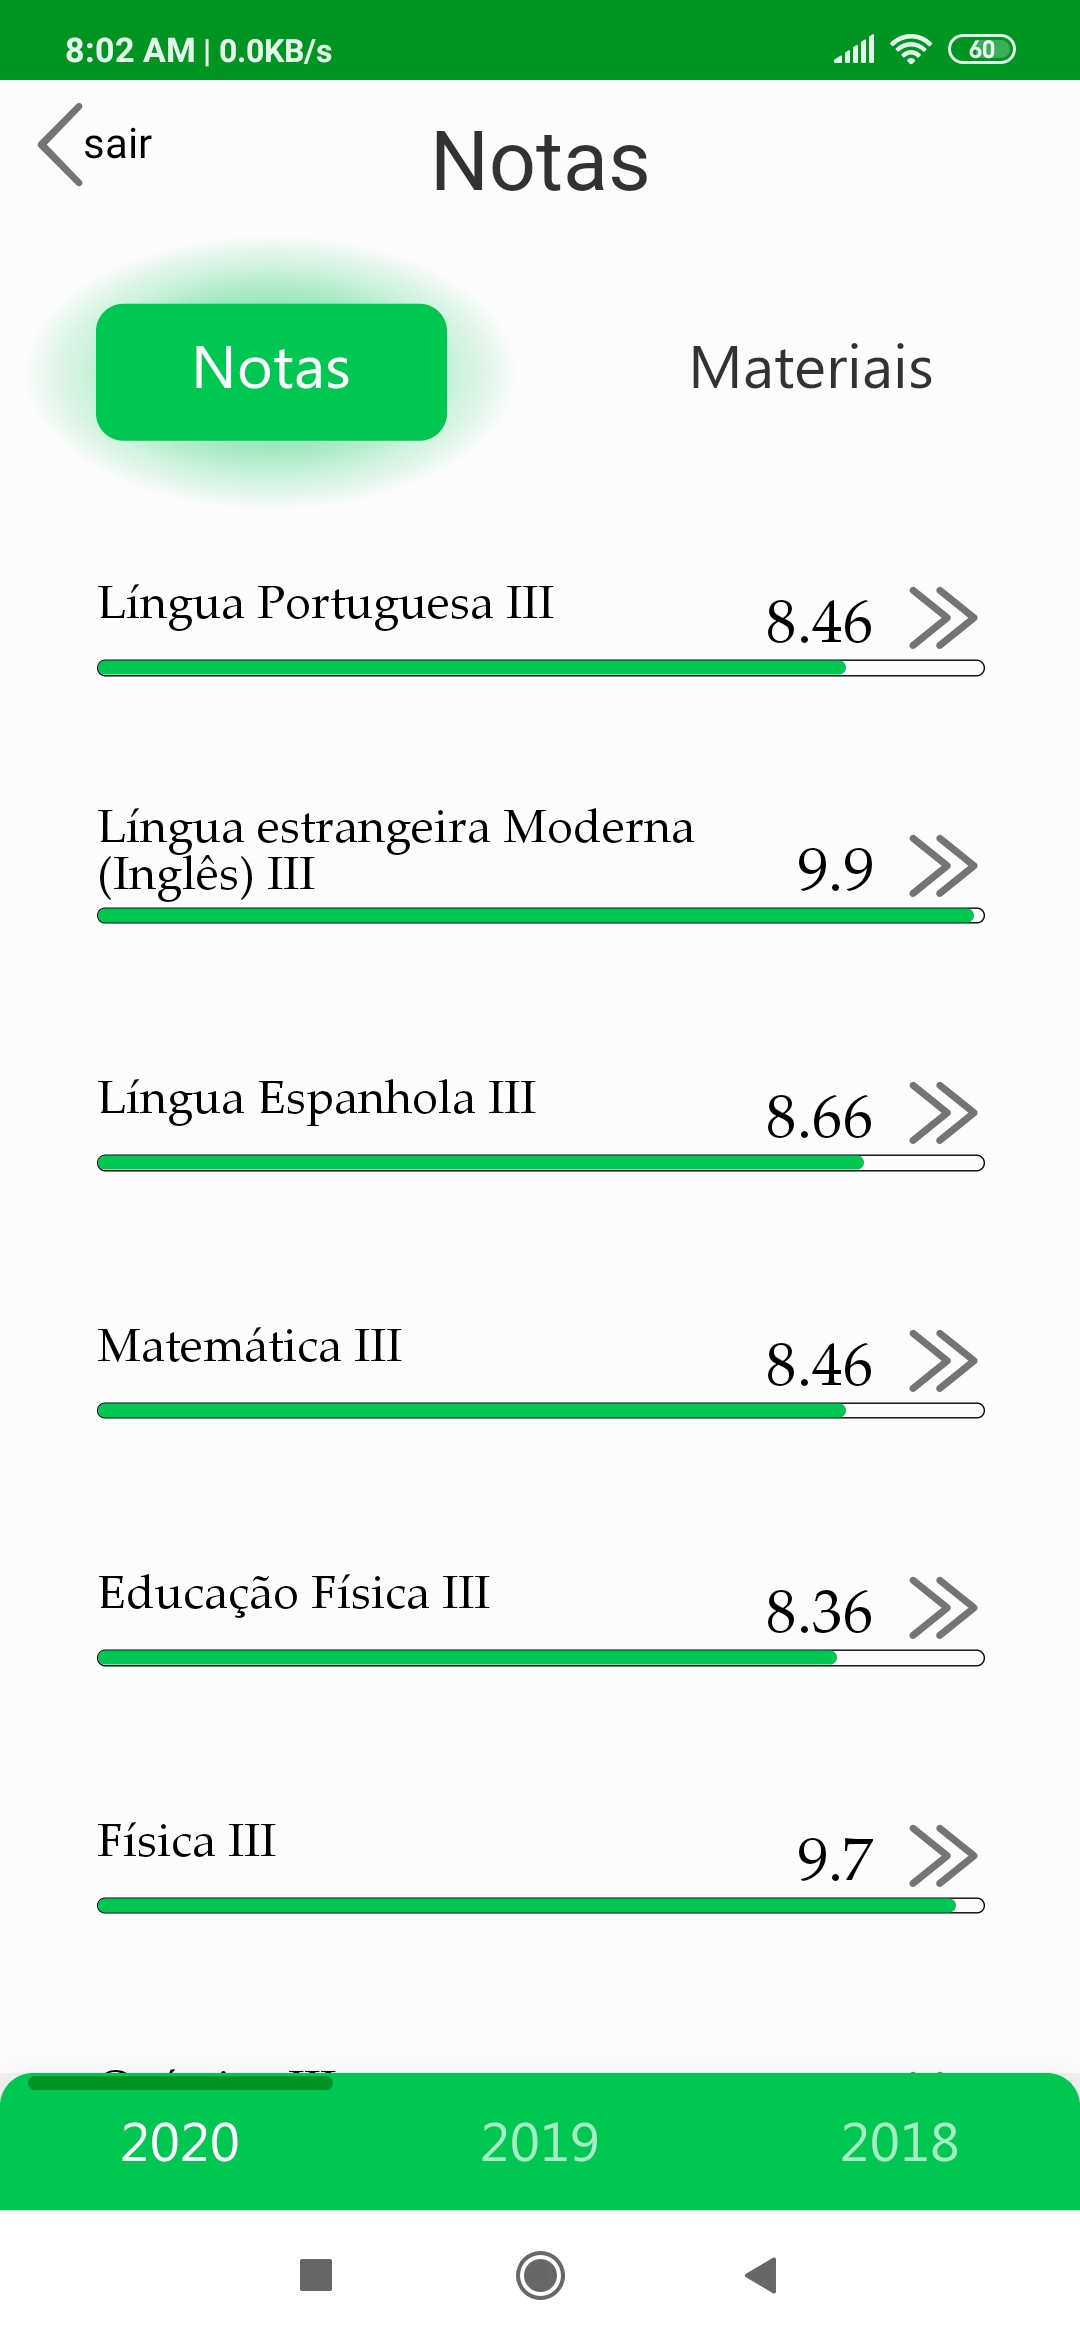 8:02 AM | 0.0KB/s 60
sair
Notas
Notas Materiais
Língua Portuguesa III 8.46
Língua estrangeira Moderna
(Inglês) III 9.9
Língua Espanhola III 8.66
Matemática III 8.46
Educação Física III 8.36
Física III 9.7
2020 2019 2018